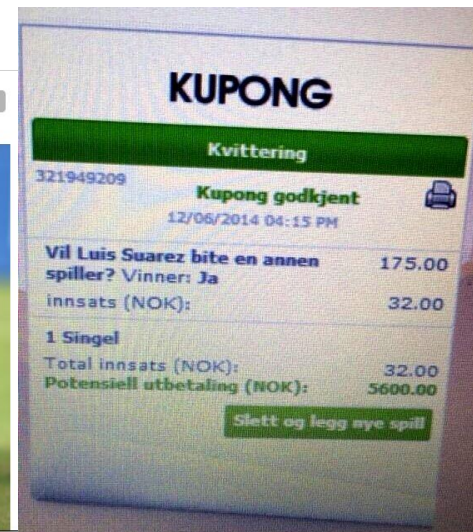 KUPONG
Kvittering
321949209
Kupong godkjent
12/06/2014 04:15 PM
Vil Luis Suarez bite en annen 175.00
spiller? Vinner: Ja
innsats (NOK): 32.00
1 Singel
Total innsats (NOK): 32.00
Potensiell utbetaling (NOK): 5600.00
Slett og legg nye spill